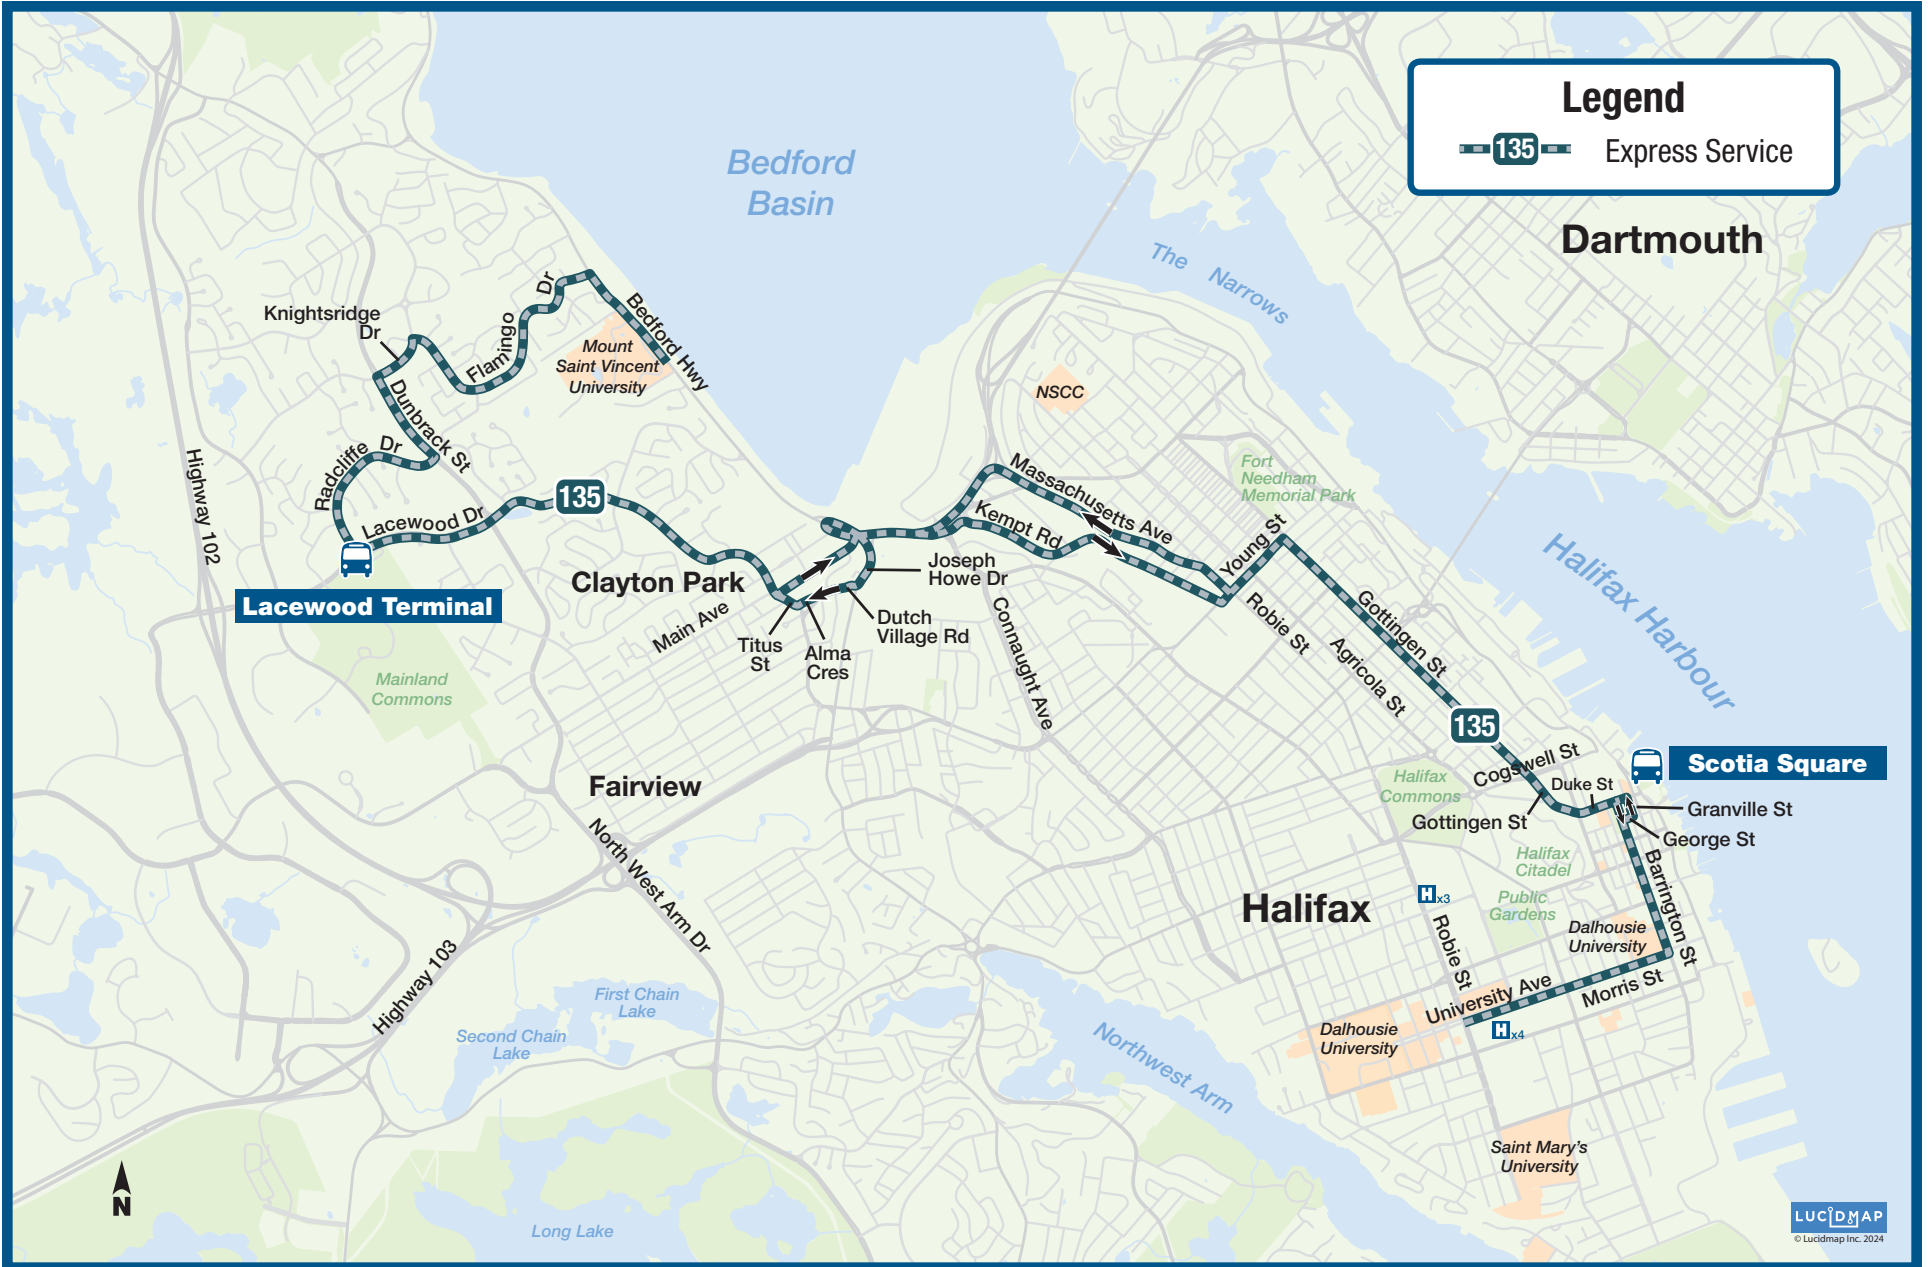 Legend
135
Express Service
Bedford
Basin
The Narrows
Dartmouth
Knightsridge
Dr
Flamingo Dr
Bedford Hwy
Mount
Saint Vincent
University
Dunbrack St
Radcliffe Dr
Highway 102
Lacewood Dr
135
Lacewood Terminal
Clayton Park
Main Ave
Titus
St
Alma
Cres
Dutch
Village Rd
Joseph
Howe Dr
NSCC
Massachusetts Ave
Kempt Rd
Fort
Needham
Memorial Park
Young St
Connaught Ave
Robie St
Agricola St
Gottingen St
Halifax Harbour
135
Mainland
Commons
Fairview
North West Arm Dr
Highway 103
Cogswell St
Duke St
Scotia Square
Halifax
Commons
Gottingen St
Granville St
George St
Halifax
Citadel
Barrington St
Halifax
H x3
Public
Gardens
Robie St
Dalhousie
University
University Ave
Morris St
H x4
Dalhousie
University
First Chain
Lake
Second Chain
Lake
Northwest Arm
Saint Mary's
University
Long Lake
N
LUCIDMAP
© Lucidmap Inc. 2024